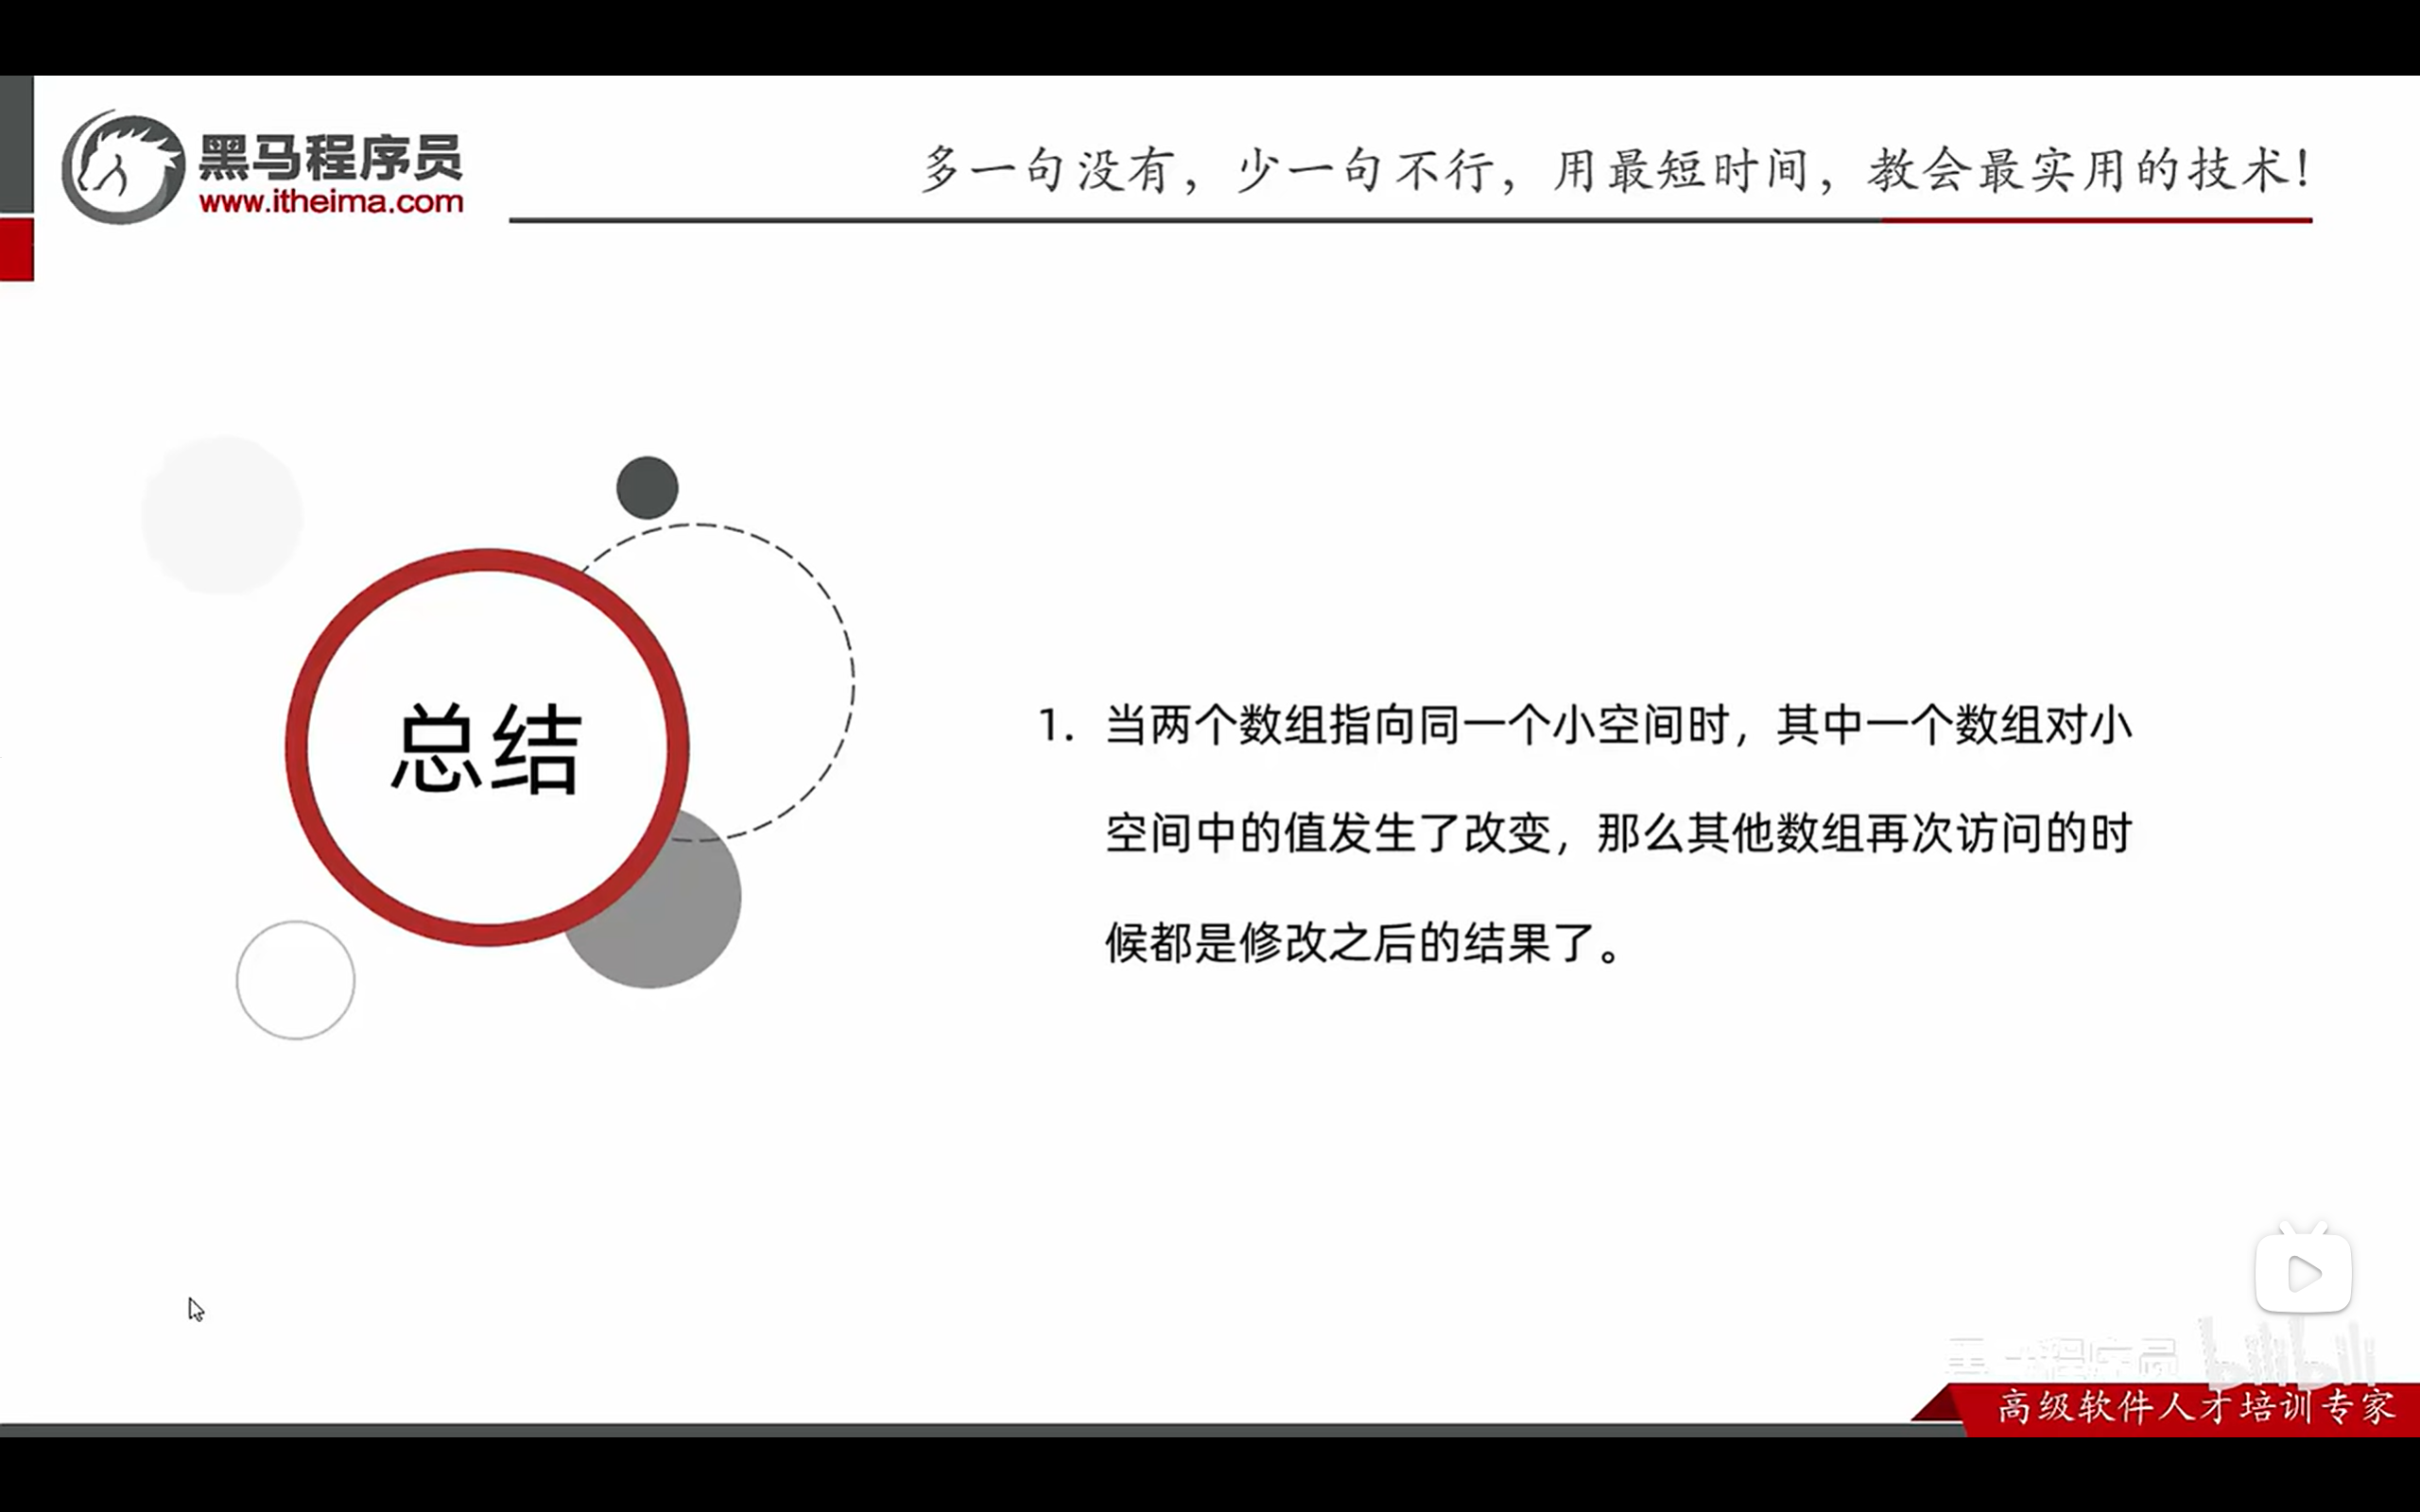 黑马程序员
www.itheima.com
多一句没有，少一句不行，用最短时间，教会最实用的技术！
总结
1. 当两个数组指向同一个小空间时，其中一个数组对小
空间中的值发生了改变，那么其他数组再次访问的时
候都是修改之后的结果了。
黑马程序员 bilibili
高级软件人才培训专家